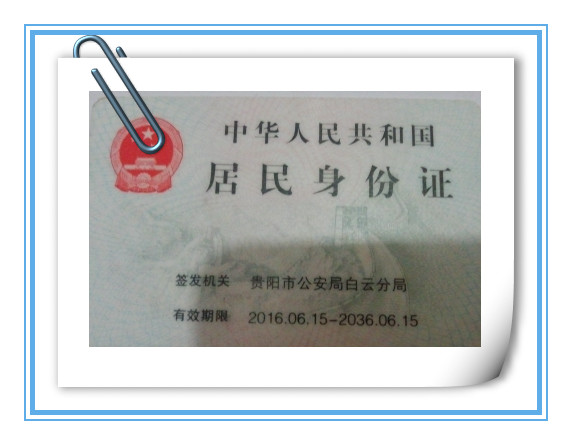 中华人民共和国
居民身份证
签发机关 贵阳市公安局白云分局
有效期限 2016.06.15-2036.06.15